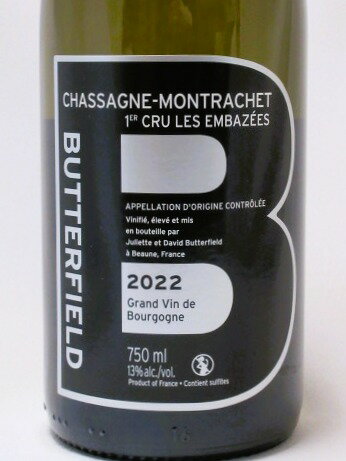 CHASSAGNE-MONTRACHET
1ER CRU LES EMBAZÉES
BUTTERFIELD
B
APPELLATION D'ORIGINE CONTRÔLÉE
Vinifié, élevé et mis
en bouteille par
Juliette et David Butterfield
à Beaune, France
2022
Grand Vin de
Bourgogne
750 ml
13% alc./vol.
Product of France • Contient sulfites